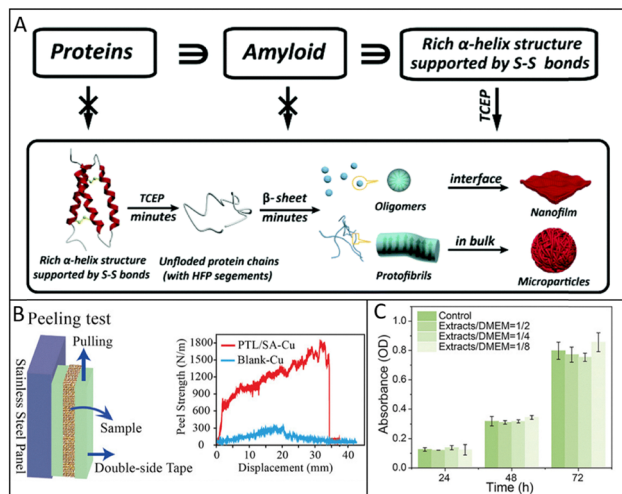 A
Proteins
∋
Amyloid
∋
Rich α-helix structure
supported by S-S bonds
TCEP
TCEP
minutes
β-sheet
minutes
Oligomers
interface
Nanofilm
Rich α-helix structure
supported by S-S bonds
Unfloded protein chains
(with HFP segements)
Protofibrils
in bulk
Microparticles
B
Peeling test
Pulling
Stainless Steel Panel
Sample
Double-side Tape
PTL/SA-Cu
Blank-Cu
Peel Strength (N/m)
1800
1500
1200
900
600
300
0
0 10 20 30 40
Displacement (mm)
C
Control
Extracts/DMEM=1/2
Extracts/DMEM=1/4
Extracts/DMEM=1/8
Absorbance (OD)
1.0
0.8
0.6
0.4
0.2
0.0
24 48 72
Time (h)